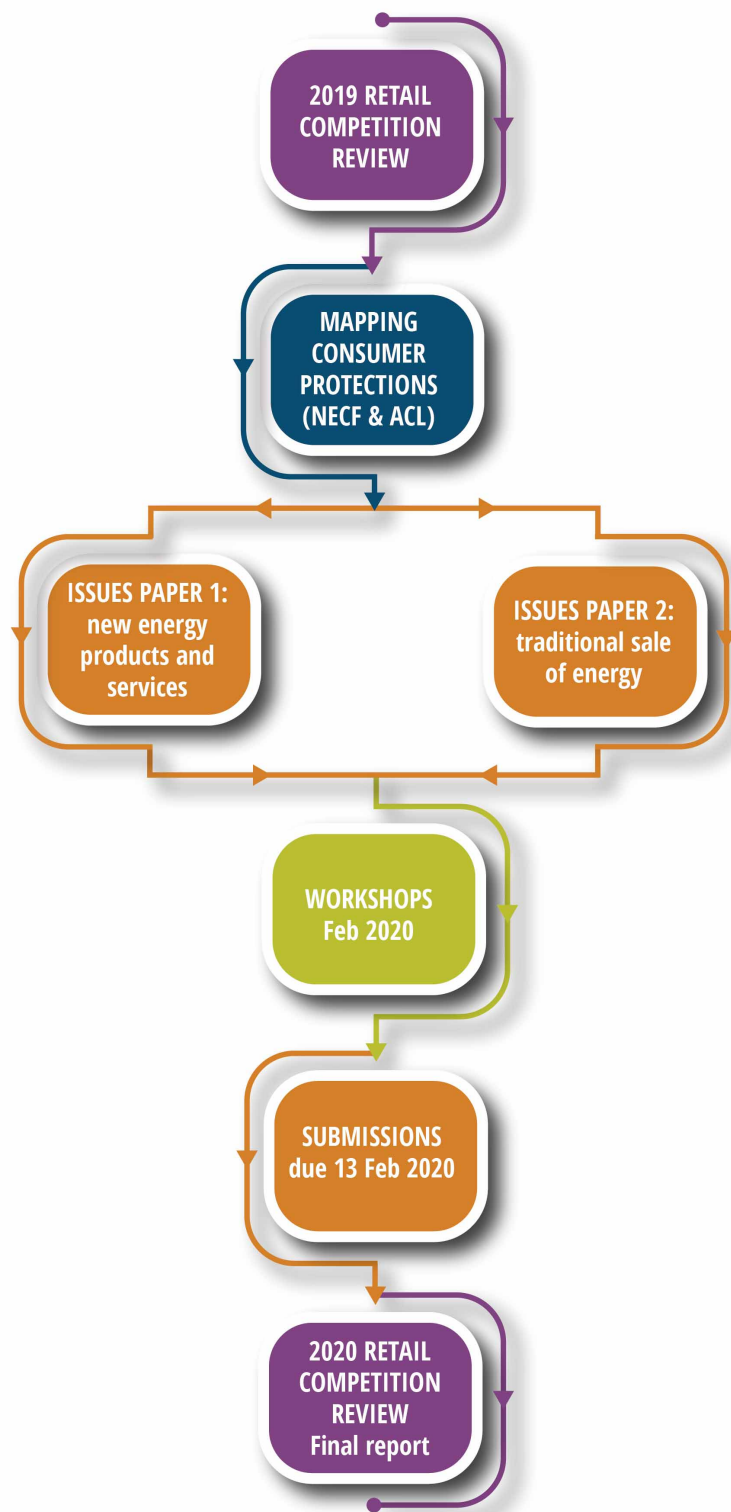 2019 RETAIL
COMPETITION
REVIEW
MAPPING
CONSUMER
PROTECTIONS
(NECF & ACL)
ISSUES PAPER 1:
new energy
products and
services
ISSUES PAPER 2:
traditional sale
of energy
WORKSHOPS
Feb 2020
SUBMISSIONS
due 13 Feb 2020
2020 RETAIL
COMPETITION
REVIEW
Final report